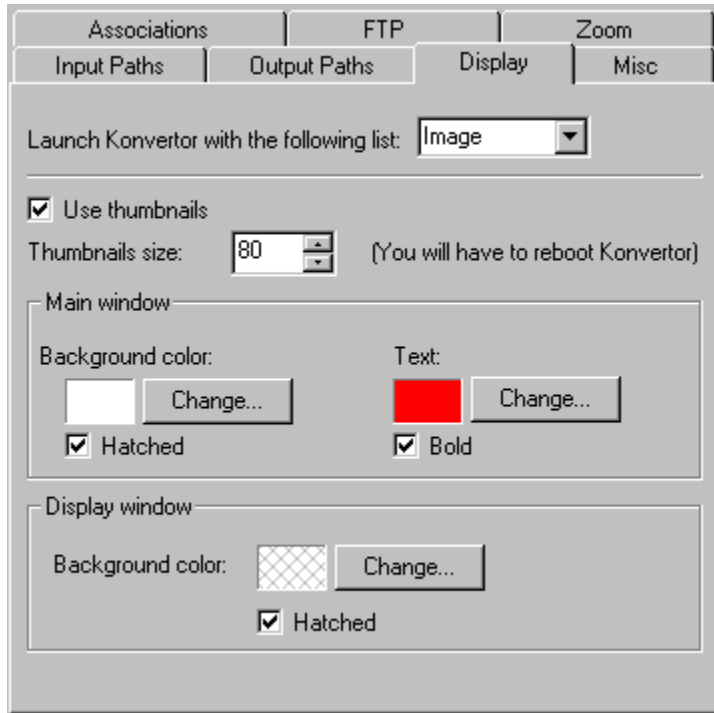 Associations FTP Zoom
Input Paths Output Paths Display Misc
Launch Konvertor with the following list: Image
Use thumbnails
Thumbnails size: 80 (You will have to reboot Konvertor)
Main window
Background color: Text:
Change... Change...
Hatched Bold
Display window
Background color: Change...
Hatched